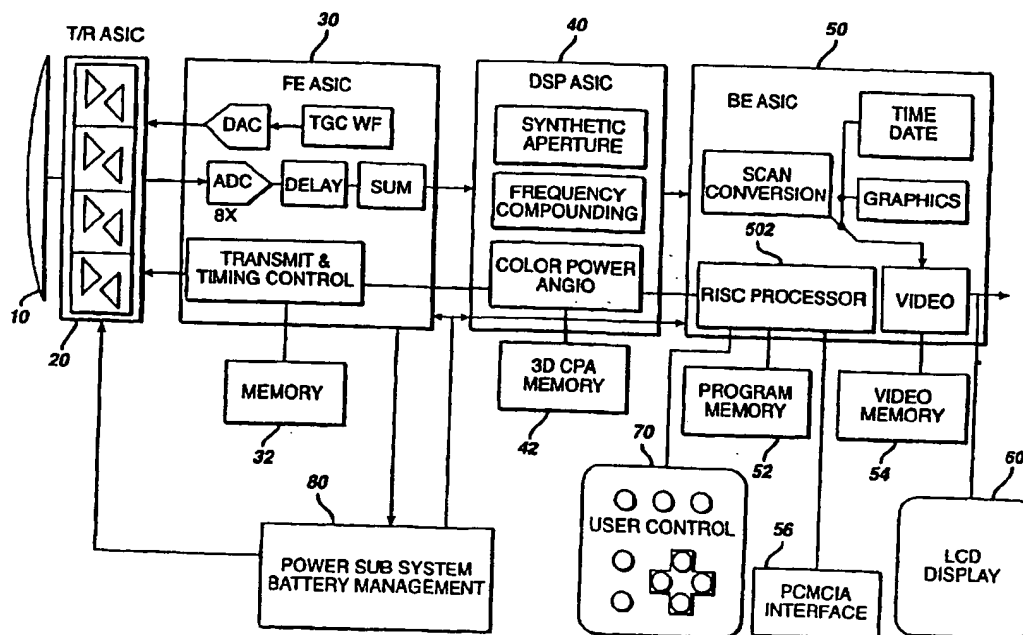 30
40
50
T/R ASIC
FE ASIC
DSP ASIC
BE ASIC
DAC
TGC WF
SYNTHETIC
APERTURE
TIME
DATE
ADC
8X
DELAY
SUM
FREQUENCY
COMPOUNDING
SCAN
CONVERSION
GRAPHICS
502
TRANSMIT &
TIMING CONTROL
COLOR POWER
ANGIO
RISC PROCESSOR
VIDEO
10
20
MEMORY
32
3D CPA
MEMORY
42
PROGRAM
MEMORY
52
VIDEO
MEMORY
54
70
60
80
USER CONTROL
56
POWER SUB SYSTEM
BATTERY MANAGEMENT
PCMCIA
INTERFACE
LCD
DISPLAY